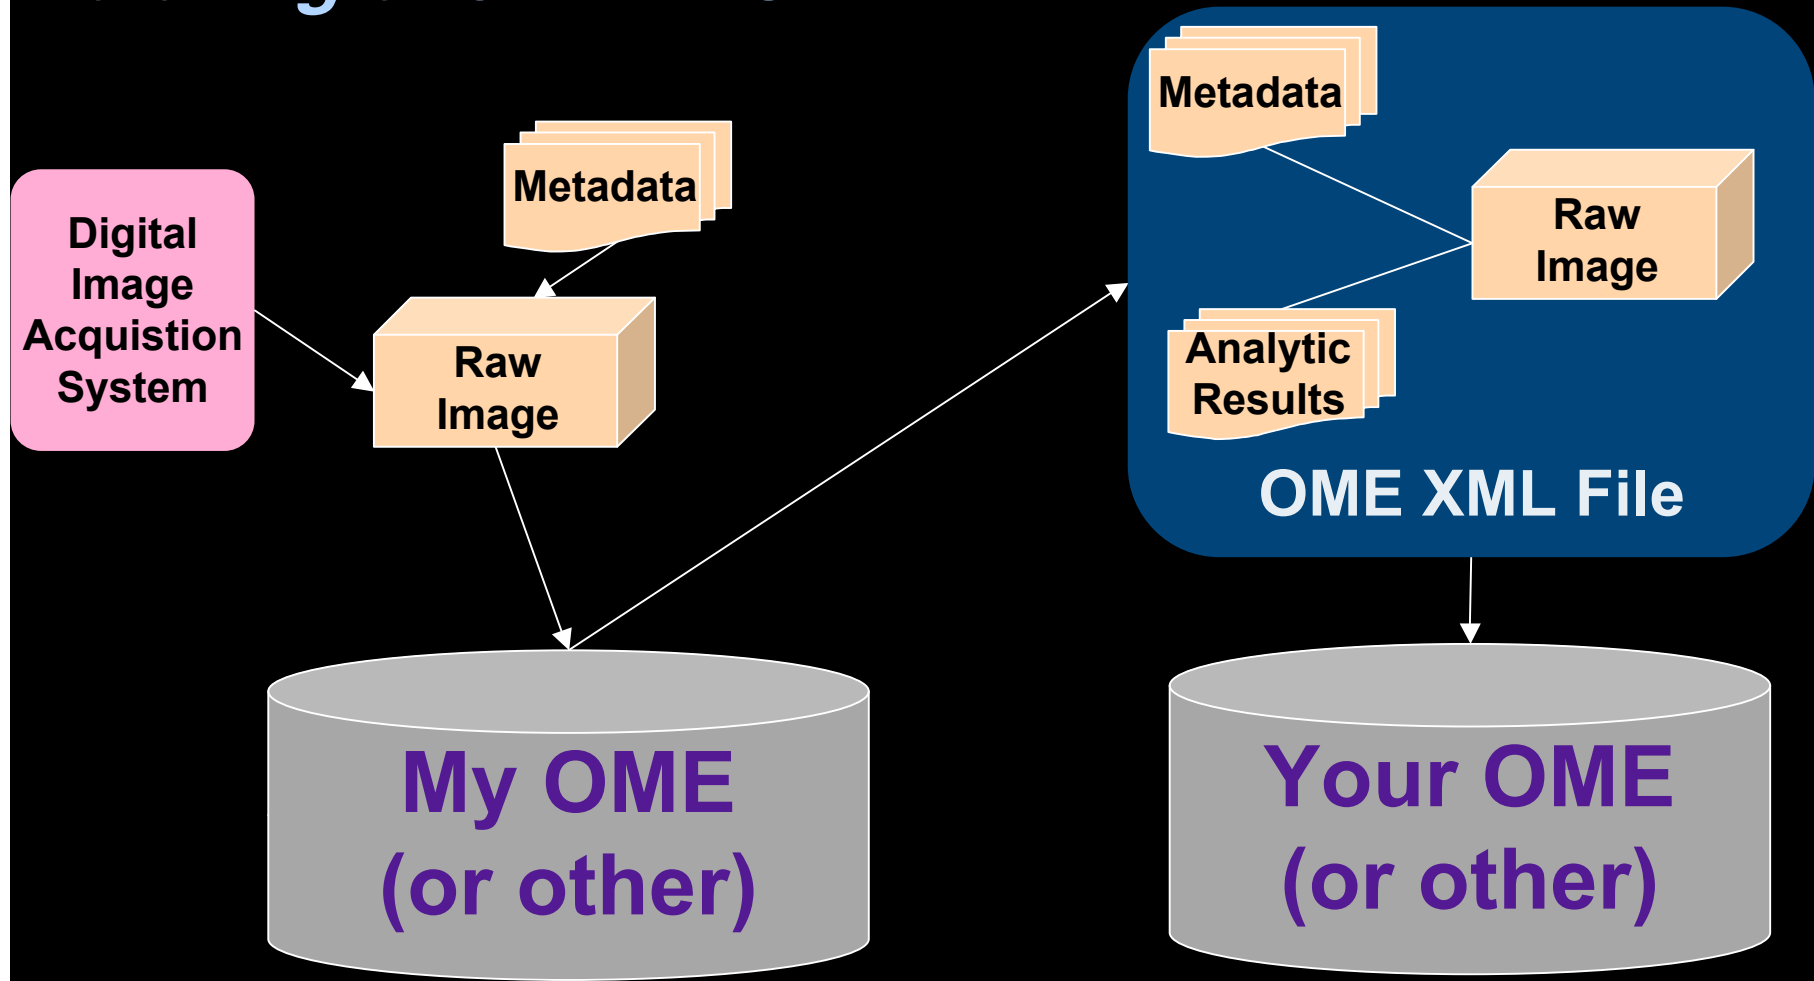 Metadata
Digital
Image
Acquistion
System
Raw
Image
My OME
(or other)
Metadata
Raw
Image
Analytic
Results
OME XML File
Your OME
(or other)